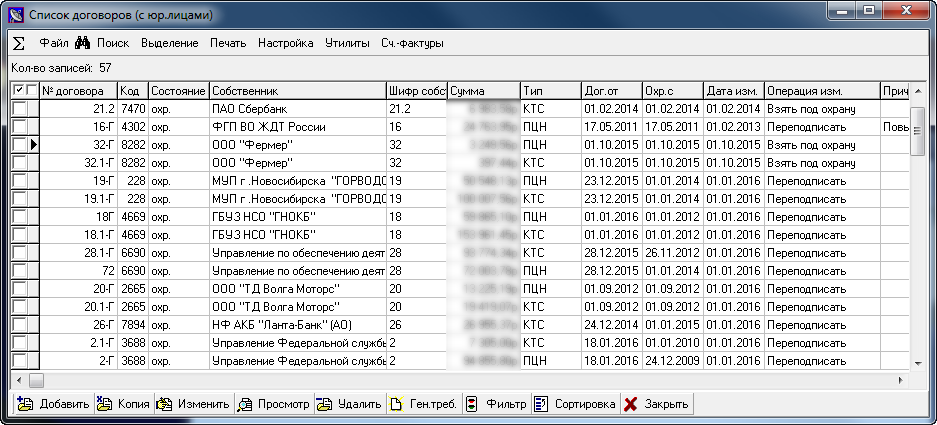 Список договоров (с юр.лицами)
Σ Файл Поиск Выделение Печать Настройка Утилиты Сч.-фактуры
Кол-во записей: 57
№ договора Код Состояние Собственник Шифр собс Сумма Тип Дог.от Охр.с Дата изм. Операция изм. Прич
21.2 7470 охр. ПАО Сбербанк 21.2 КТС 01.02.2014 01.02.2014 01.02.2014 Взять под охрану
16-Г 4302 охр. ФГП ВО ЖДТ России 16 ПЦН 17.05.2011 17.05.2011 01.02.2013 Переподписать Повы
32-Г 8282 охр. ООО "Фермер" 32 ПЦН 01.10.2015 01.10.2015 01.10.2015 Взять под охрану
32.1-Г 8282 охр. ООО "Фермер" 32 КТС 01.10.2015 01.10.2015 01.10.2015 Взять под охрану
19-Г 228 охр. МУП г .Новосибирска "ГОРВОДО 19 ПЦН 23.12.2015 01.01.2014 01.01.2016 Переподписать
19.1-Г 228 охр. МУП г .Новосибирска "ГОРВОДО 19 КТС 23.12.2015 01.01.2014 01.01.2016 Переподписать
18Г 4669 охр. ГБУЗ НСО "ГНОКБ" 18 ПЦН 01.01.2016 01.01.2012 01.01.2016 Переподписать
18.1-Г 4669 охр. ГБУЗ НСО "ГНОКБ" 18 КТС 01.01.2016 01.01.2012 01.01.2016 Переподписать
28.1-Г 6690 охр. Управление по обеспечению деят 28 КТС 28.12.2015 26.11.2012 01.01.2016 Переподписать
72 6690 охр. Управление по обеспечению деят 28 ПЦН 28.12.2015 01.01.2014 01.01.2016 Переподписать
20-Г 2665 охр. ООО "ТД Волга Моторс" 20 ПЦН 01.09.2012 01.09.2012 01.01.2016 Переподписать
20.1-Г 2665 охр. ООО "ТД Волга Моторс" 20 КТС 01.09.2012 01.09.2012 01.01.2016 Переподписать
26-Г 7894 охр. НФ АКБ "Ланта-Банк" (АО) 26 КТС 24.12.2014 01.01.2015 01.01.2016 Переподписать
2.1-Г 3688 охр. Управление Федеральной службы 2 КТС 18.01.2016 01.01.2010 01.01.2016 Переподписать
2-Г 3688 охр. Управление Федеральной службы 2 ПЦН 18.01.2016 24.12.2009 01.01.2016 Переподписать
Добавить Копия Изменить Просмотр Удалить Ген.треб. Фильтр Сортировка Закрыть